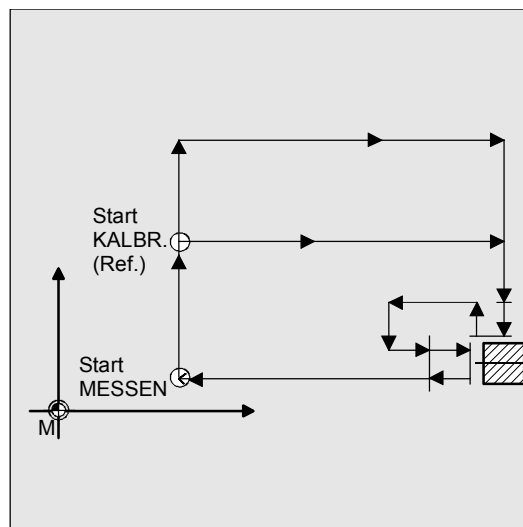 Start
KALBR.
(Ref.)
Start
MESSEN
M